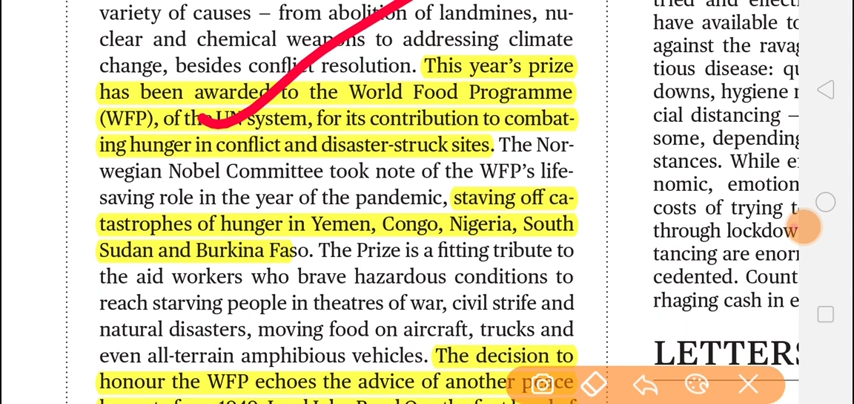 variety of causes – from abolition of landmines, nu-
clear and chemical weapons to addressing climate
change, besides conflict resolution. This year's prize
has been awarded to the World Food Programme
(WFP), of the UN system, for its contribution to combat-
ing hunger in conflict and disaster-struck sites. The Nor-
wegian Nobel Committee took note of the WFP's life-
saving role in the year of the pandemic, staving off ca-
tastrophes of hunger in Yemen, Congo, Nigeria, South
Sudan and Burkina Faso. The Prize is a fitting tribute to
the aid workers who brave hazardous conditions to
reach starving people in theatres of war, civil strife and
natural disasters, moving food on aircraft, trucks and
even all-terrain amphibious vehicles. The decision to
honour the WFP echoes the advice of another peace
have available to
against the ravag
tious disease: qu
downs, hygiene
cial distancing –
some, depending
stances. While
nomic, emotion
costs of trying
through lockdow
tancing are enor
cedented. Count
rhaging cash in e
LETTERS